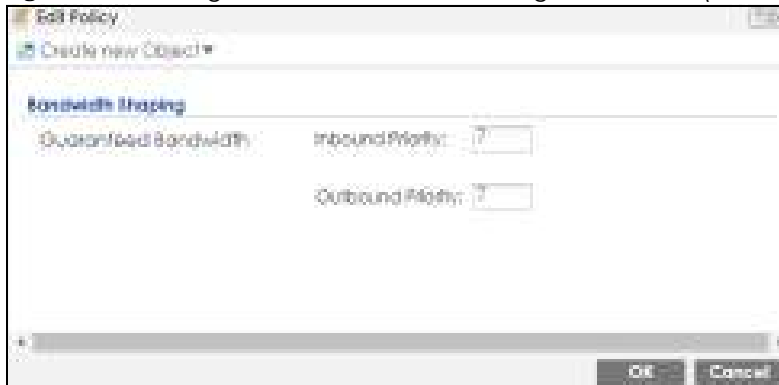 Edit Policy
Create new Object
Bandwidth Shaping
Guaranteed Bandwidth Inbound Priority: 7
Outbound Priority: 7
OK Cancel